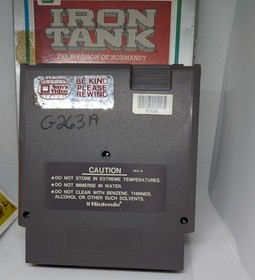 IRON
TANK
THE INVASION OF NORMANDY
Video
BE KIND
PLEASE
REWIND
G263A
CAUTION
• DO NOT STORE IN EXTREME TEMPERATURES.
• DO NOT IMMERSE IN WATER.
• DO NOT CLEAN WITH BENZENE, THINNER,
ALCOHOL OR OTHER SUCH SOLVENTS.
Nintendo